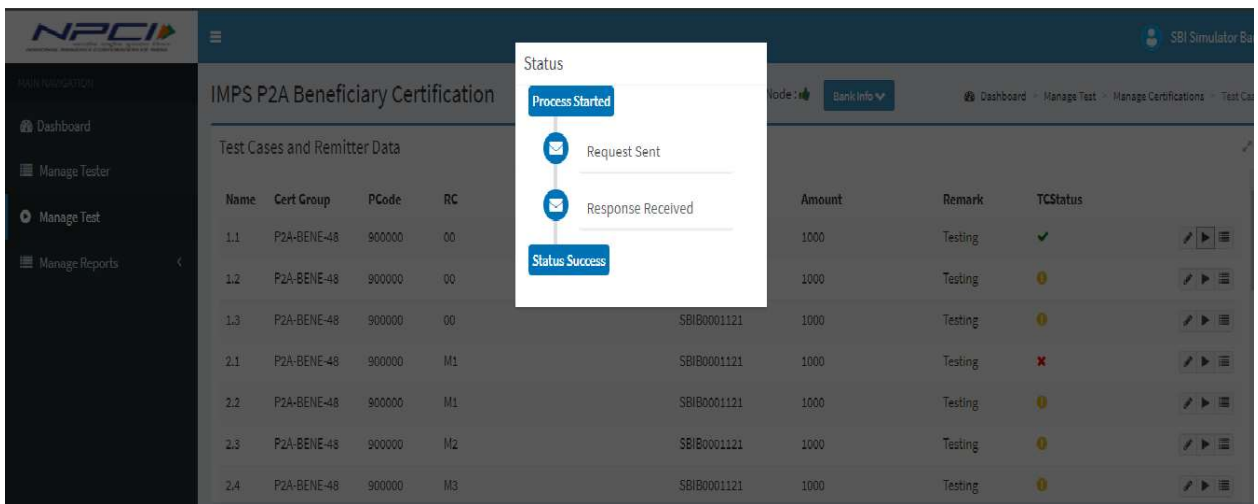 NPCI
SBI Simulator Ba
MAIN NAVIGATION
Dashboard
Manage Tester
Manage Test
Manage Reports
IMPS P2A Beneficiary Certification
Node :
Bank Info
Dashboard > Manage Test > Manage Certifications > Test Cas
Test Cases and Remitter Data
Name Cert Group PCode RC Amount Remark TCStatus
1.1 P2A-BENE-48 900000 00 1000 Testing
1.2 P2A-BENE-48 900000 00 1000 Testing
1.3 P2A-BENE-48 900000 00 SBIB0001121 1000 Testing
2.1 P2A-BENE-48 900000 M1 SBIB0001121 1000 Testing
2.2 P2A-BENE-48 900000 M1 SBIB0001121 1000 Testing
2.3 P2A-BENE-48 900000 M2 SBIB0001121 1000 Testing
2.4 P2A-BENE-48 900000 M3 SBIB0001121 1000 Testing
Status
Process Started
Request Sent
Response Received
Status Success